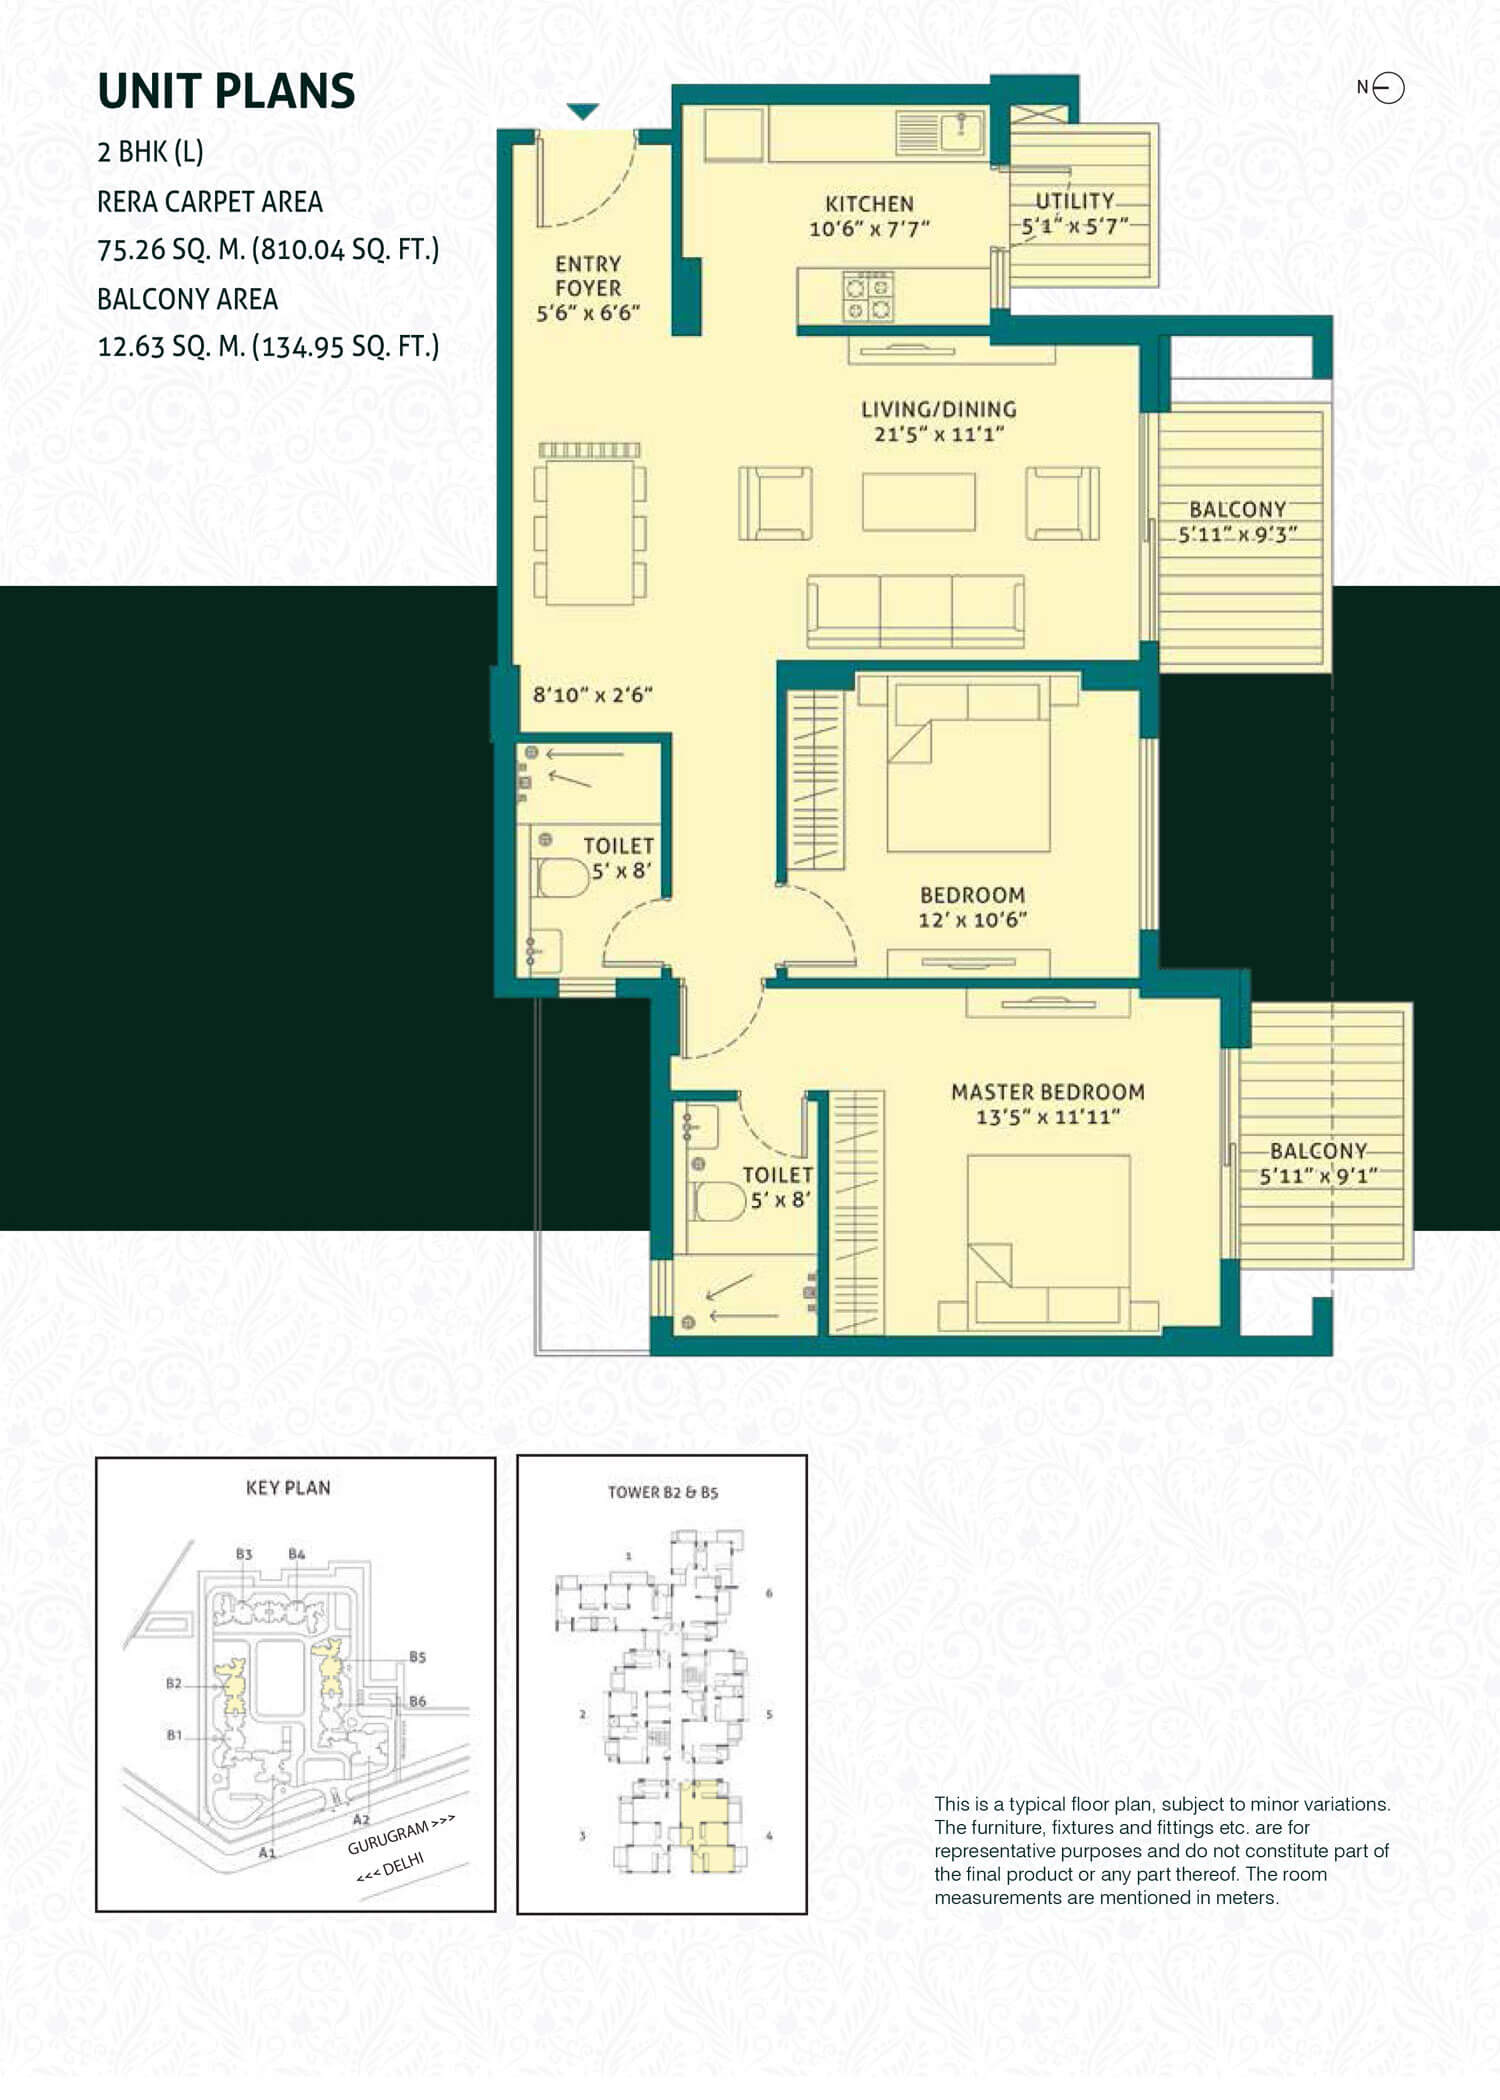 UNIT PLANS
2 BHK (L)
RERA CARPET AREA
75.26 SQ. M. (810.04 SQ. FT.)
BALCONY AREA
12.63 SQ. M. (134.95 SQ. FT.)
N
KITCHEN
10'6" x 7'7"
UTILITY
5'1" x 5'7"
ENTRY
FOYER
5'6" x 6'6"
LIVING/DINING
21'5" x 11'1"
BALCONY
5'11" x 9'3"
8'10" x 2'6"
TOILET
5' x 8'
BEDROOM
12' x 10'6"
MASTER BEDROOM
13'5" x 11'11"
BALCONY
5'11" x 9'1"
TOILET
5' x 8'
KEY PLAN
B3
B4
B5
B2
B6
B1
A2
A1
GURUGRAM >>>
<<< DELHI
TOWER B2 & B5
1
6
2
5
3
4
This is a typical floor plan, subject to minor variations.
The furniture, fixtures and fittings etc. are for
representative purposes and do not constitute part of
the final product or any part thereof. The room
measurements are mentioned in meters.